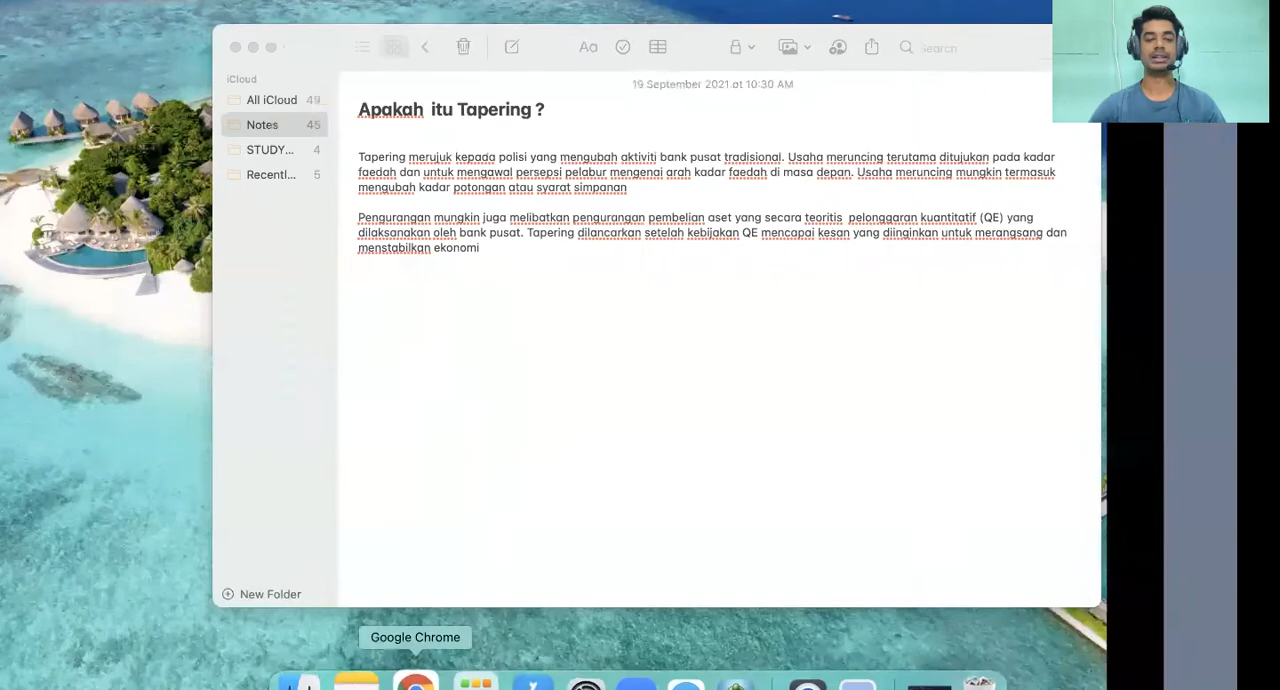 Search
iCloud
All iCloud 49
Notes 45
STUDY... 4
Recentl... 5
19 September 2021 at 10:30 AM
Apakah itu Tapering ?
Tapering merujuk kepada polisi yang mengubah aktiviti bank pusat tradisional. Usaha meruncing terutama ditujukan pada kadar
faedah dan untuk mengawal persepsi pelabur mengenai arah kadar faedah di masa depan. Usaha meruncing mungkin termasuk
mengubah kadar potongan atau syarat simpanan
Pengurangan mungkin juga melibatkan pengurangan pembelian aset yang secara teoritis pelonggaran kuantitatif (QE) yang
dilaksanakan oleh bank pusat. Tapering dilancarkan setelah kebijakan QE mencapai kesan yang diinginkan untuk merangsang dan
menstabilkan ekonomi
New Folder
Google Chrome